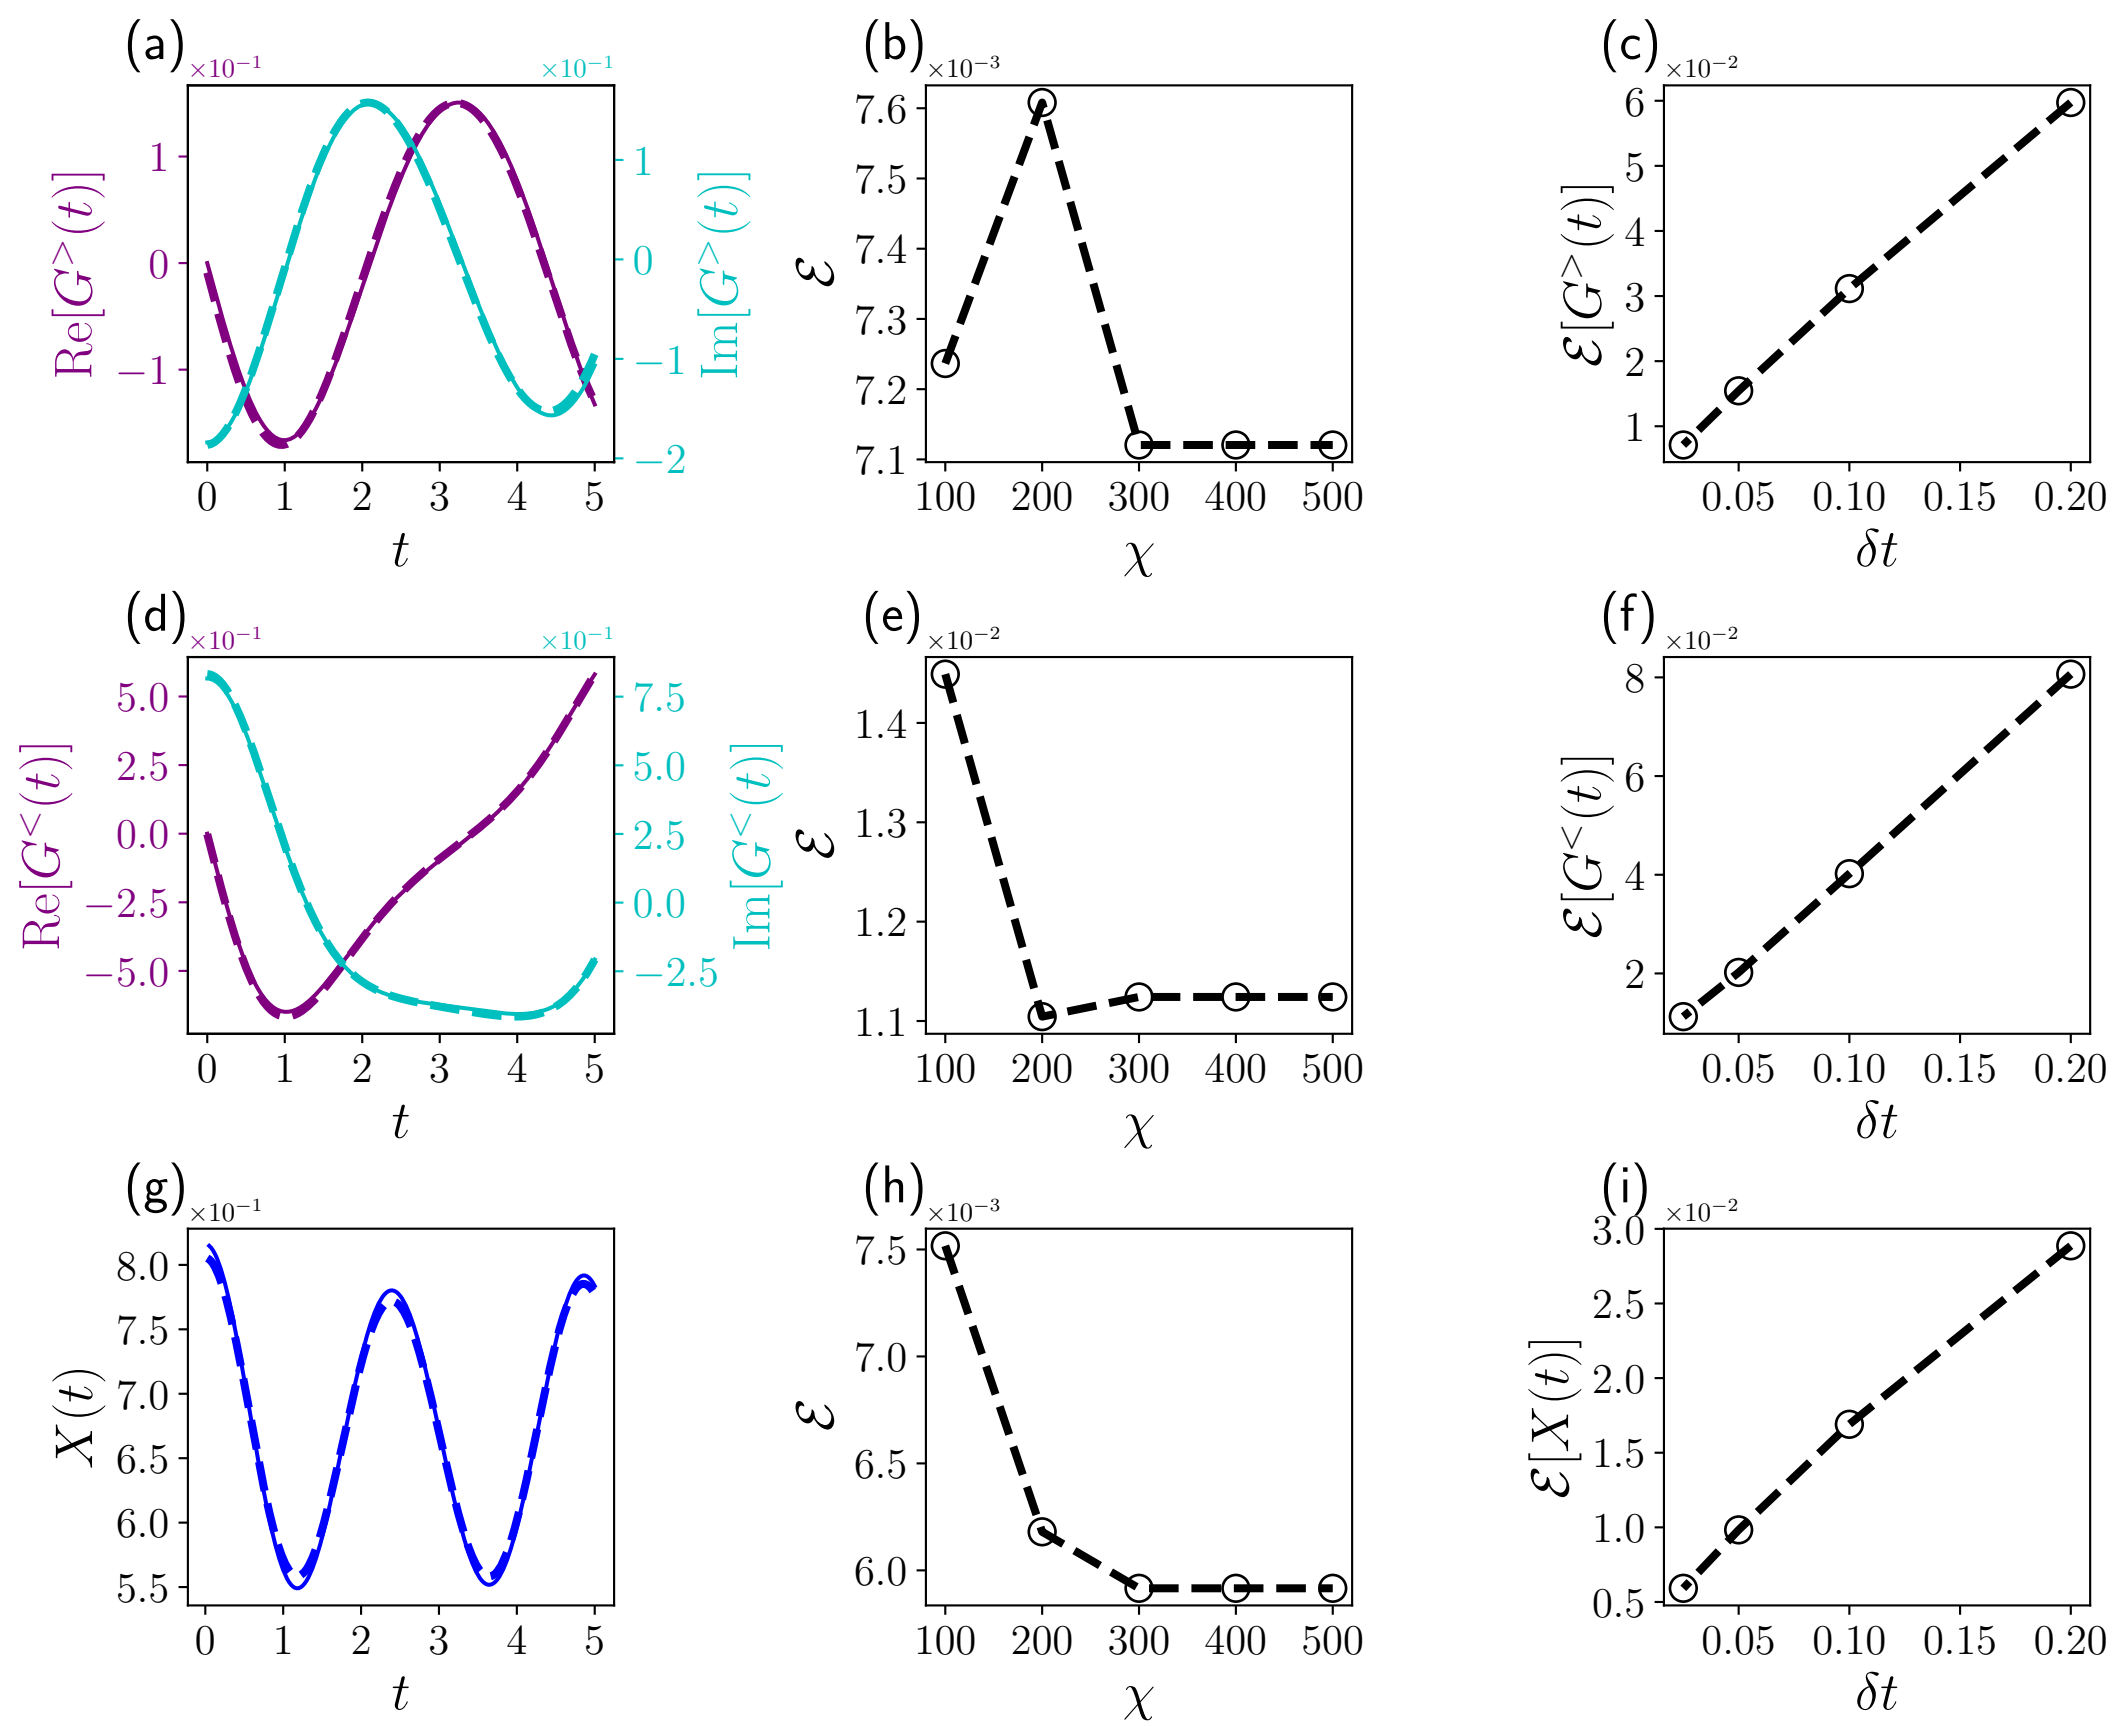 (a)
×10⁻¹
×10⁻¹
Re[G^>(t)]
1
0
−1
Im[G^>(t)]
1
0
−1
−2
0 1 2 3 4 5
t
(b)
×10⁻³
ℰ
7.6
7.5
7.4
7.3
7.2
7.1
100 200 300 400 500
χ
(c)
×10⁻²
ℰ[G^>(t)]
6
5
4
3
2
1
0.05 0.10 0.15 0.20
δt
(d)
×10⁻¹
×10⁻¹
Re[G^<(t)]
5.0
2.5
0.0
−2.5
−5.0
Im[G^<(t)]
7.5
5.0
2.5
0.0
−2.5
0 1 2 3 4 5
t
(e)
×10⁻²
ℰ
1.4
1.3
1.2
1.1
100 200 300 400 500
χ
(f)
×10⁻²
ℰ[G^<(t)]
8
6
4
2
0.05 0.10 0.15 0.20
δt
(g)
×10⁻¹
X(t)
8.0
7.5
7.0
6.5
6.0
5.5
0 1 2 3 4 5
t
(h)
×10⁻³
ℰ
7.5
7.0
6.5
6.0
100 200 300 400 500
χ
(i)
×10⁻²
ℰ[X(t)]
3.0
2.5
2.0
1.5
1.0
0.5
0.05 0.10 0.15 0.20
δt